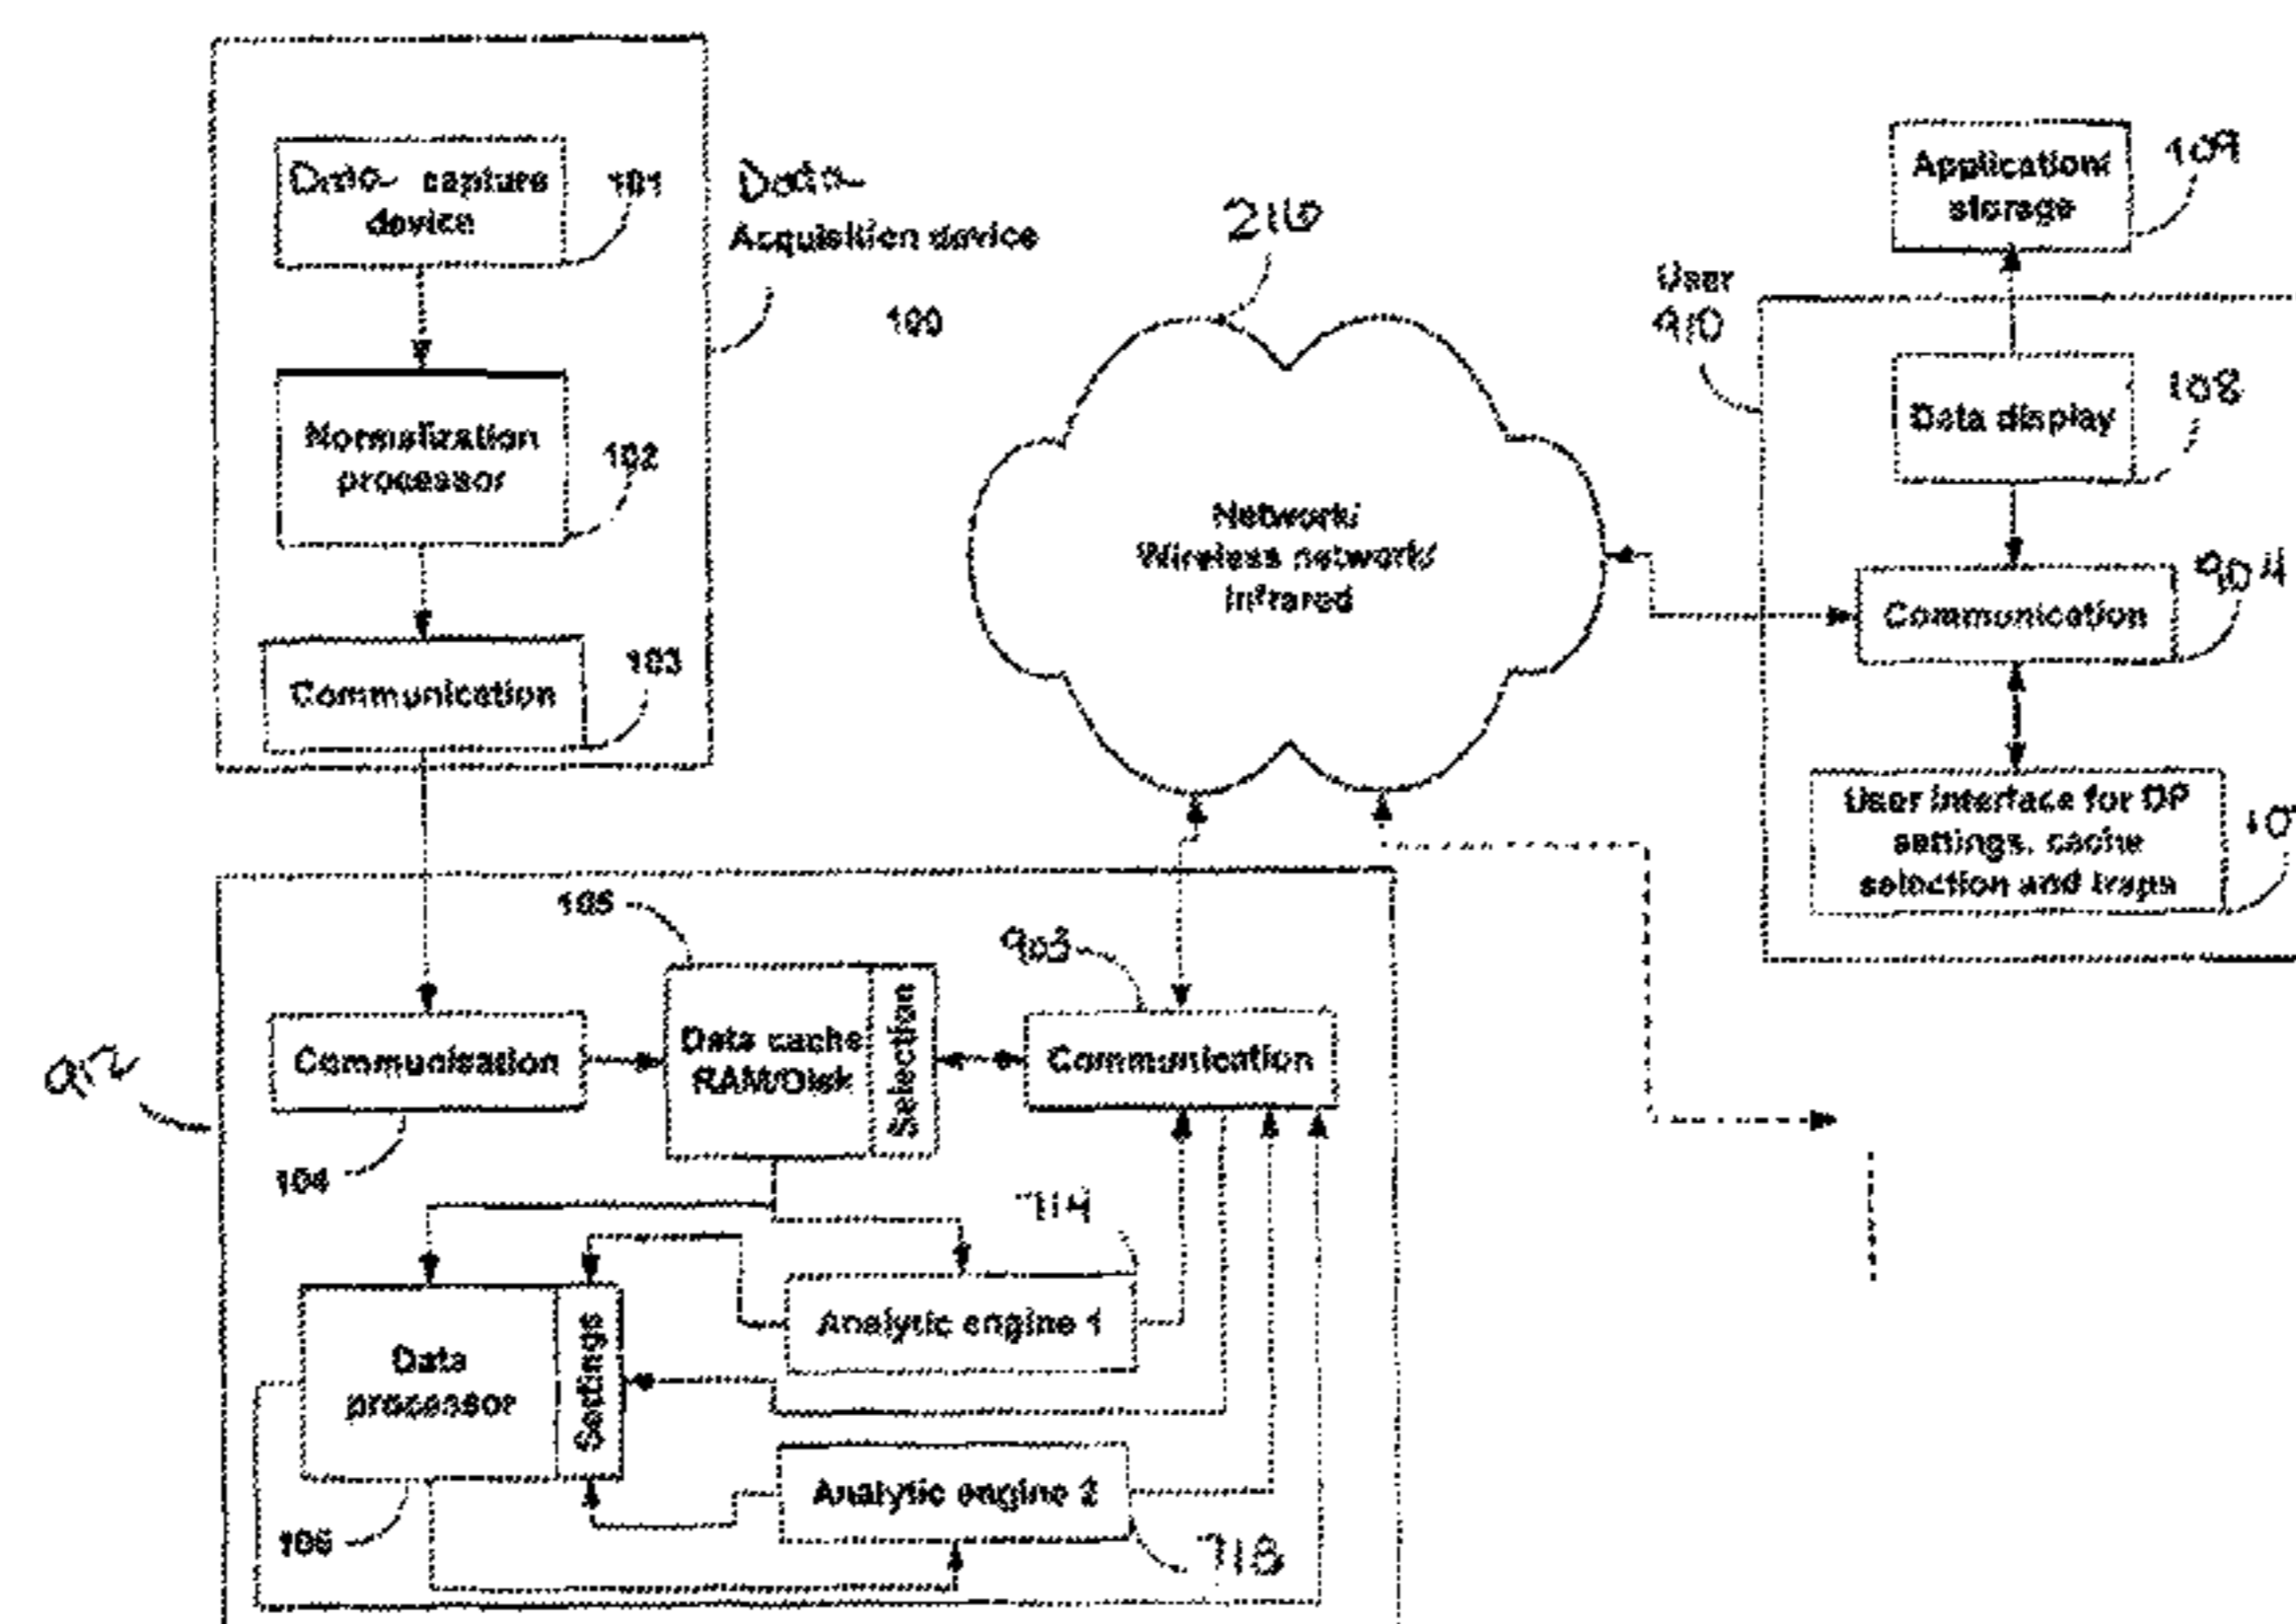 Data capture
device
101
Data
Acquisition device
100
Normalization
processor
102
Communication
103
210
Network/
Wireless network/
Infrared
Application/
storage
109
User
910
Data display
108
Communication
904
User interface for DP
settings, cache
selection and traps
912
105
903
Communication
104
Data cache
RAM/Disk
Selection
Communication
714
Analytic engine 1
Data
processor
Settings
106
Analytic engine 2
718